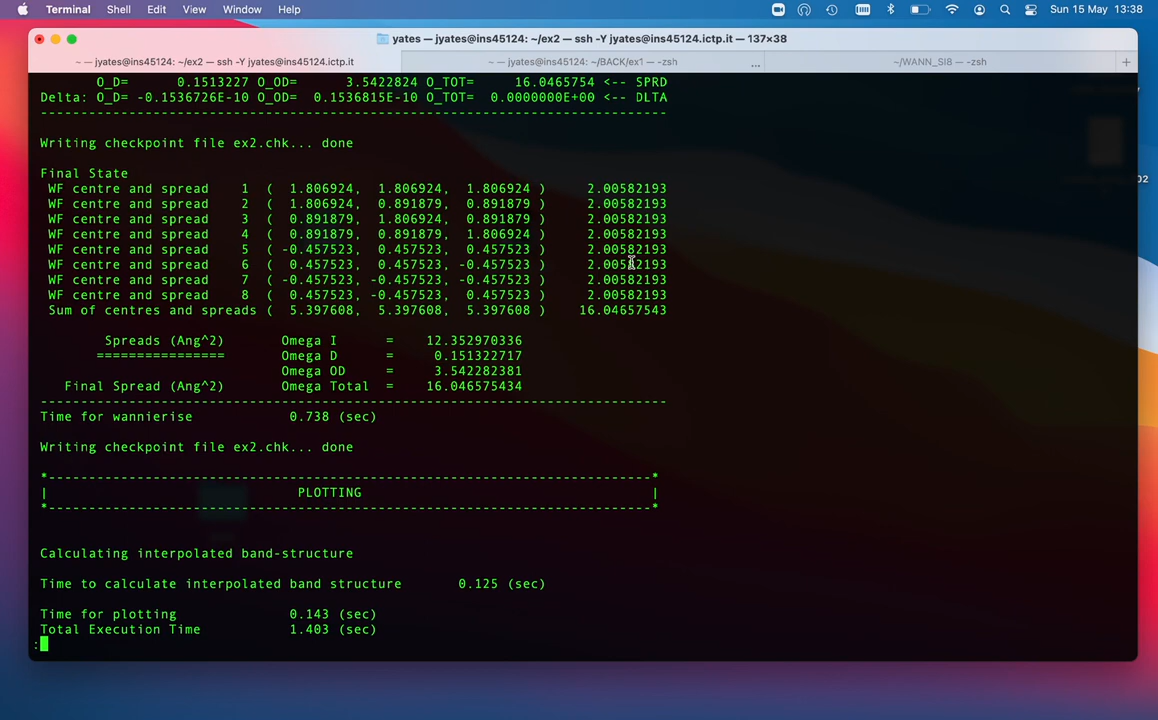 Terminal Shell Edit View Window Help Sun 15 May 13:38
yates — jyates@ins45124: ~/ex2 — ssh -Y jyates@ins45124.ictp.it — 137×38
~ — jyates@ins45124: ~/ex2 — ssh -Y jyates@ins45124.ictp.it ~ — jyates@ins45124: ~/BACK/ex1 — -zsh ... ~/WANN_SI8 — -zsh +
O_D= 0.1513227 O_OD= 3.5422824 O_TOT= 16.0465754 <-- SPRD
Delta: O_D= -0.1536726E-10 O_OD= 0.1536815E-10 O_TOT= 0.0000000E+00 <-- DLTA
------------------------------------------------------------------------------
Writing checkpoint file ex2.chk... done
Final State
WF centre and spread 1 ( 1.806924, 1.806924, 1.806924 ) 2.00582193
WF centre and spread 2 ( 1.806924, 0.891879, 0.891879 ) 2.00582193
WF centre and spread 3 ( 0.891879, 1.806924, 0.891879 ) 2.00582193
WF centre and spread 4 ( 0.891879, 0.891879, 1.806924 ) 2.00582193
WF centre and spread 5 ( -0.457523, 0.457523, 0.457523 ) 2.00582193
WF centre and spread 6 ( 0.457523, 0.457523, -0.457523 ) 2.00582193
WF centre and spread 7 ( -0.457523, -0.457523, -0.457523 ) 2.00582193
WF centre and spread 8 ( 0.457523, -0.457523, 0.457523 ) 2.00582193
Sum of centres and spreads ( 5.397608, 5.397608, 5.397608 ) 16.04657543
Spreads (Ang^2) Omega I = 12.352970336
================ Omega D = 0.151322717
Omega OD = 3.542282381
Final Spread (Ang^2) Omega Total = 16.046575434
------------------------------------------------------------------------------
Time for wannierise 0.738 (sec)
Writing checkpoint file ex2.chk... done
*---------------------------------------------------------------------------*
| PLOTTING |
*---------------------------------------------------------------------------*
Calculating interpolated band-structure
Time to calculate interpolated band structure 0.125 (sec)
Time for plotting 0.143 (sec)
Total Execution Time 1.403 (sec)
:
02